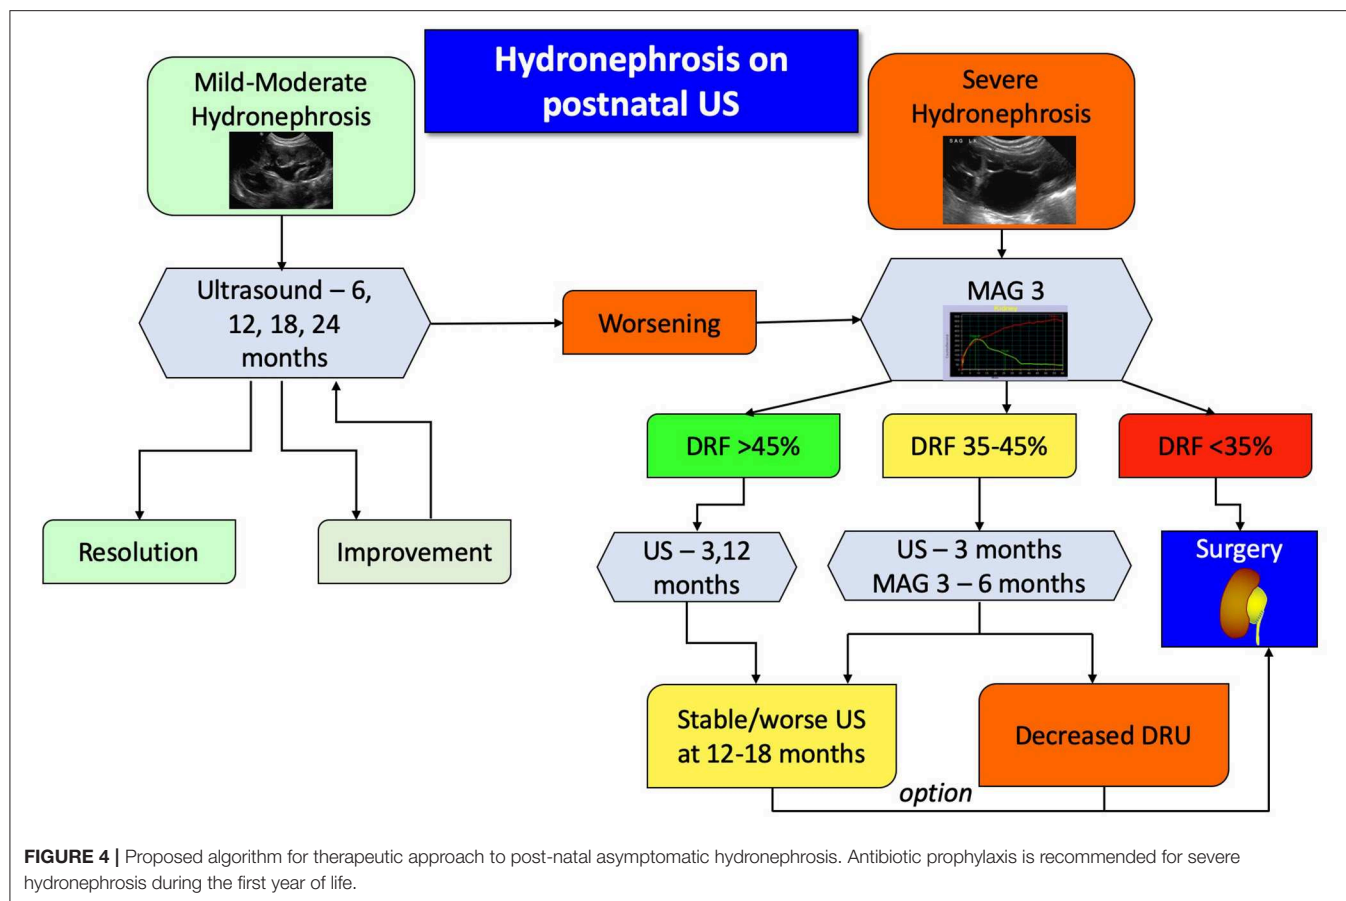 Hydronephrosis on
postnatal US
Mild-Moderate
Hydronephrosis
Severe
Hydronephrosis
SAG LK
Ultrasound – 6,
12, 18, 24
months
Worsening
MAG 3
DRF >45%
DRF 35-45%
DRF <35%
Resolution
Improvement
US – 3,12
months
US – 3 months
MAG 3 – 6 months
Surgery
Stable/worse US
at 12-18 months
Decreased DRU
option
FIGURE 4 | Proposed algorithm for therapeutic approach to post-natal asymptomatic hydronephrosis. Antibiotic prophylaxis is recommended for severe
hydronephrosis during the first year of life.